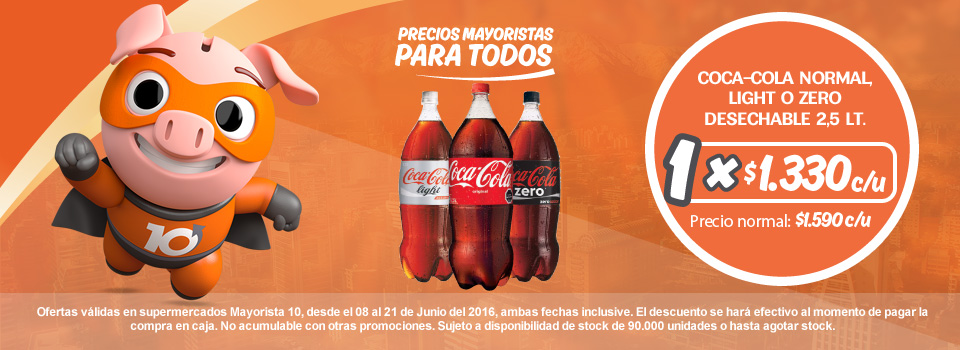 PRECIOS MAYORISTAS
PARA TODOS
COCA-COLA NORMAL,
LIGHT O ZERO
DESECHABLE 2,5 LT.
1 x $1.330 c/u
Precio normal: $1.590 c/u
10x
Coca-Cola light
Coca-Cola
original
Coca-Cola
zero
Ofertas válidas en supermercados Mayorista 10, desde el 08 al 21 de Junio del 2016, ambas fechas inclusive. El descuento se hará efectivo al momento de pagar la
compra en caja. No acumulable con otras promociones. Sujeto a disponibilidad de stock de 90.000 unidades o hasta agotar stock.